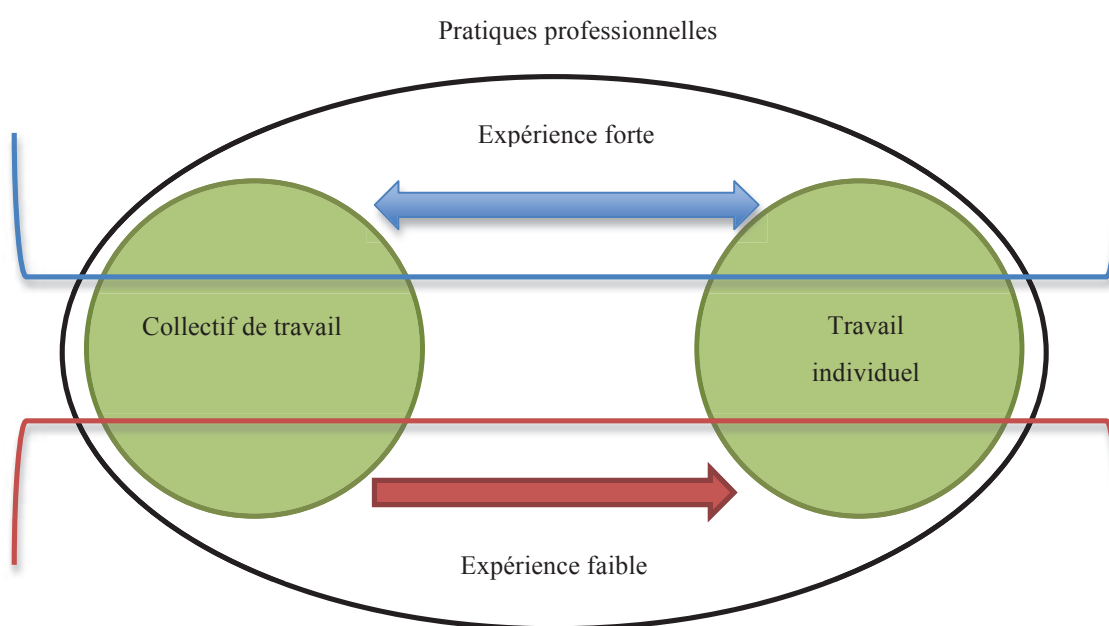 Pratiques professionnelles
Expérience forte
Collectif de travail
Travail
individuel
Expérience faible